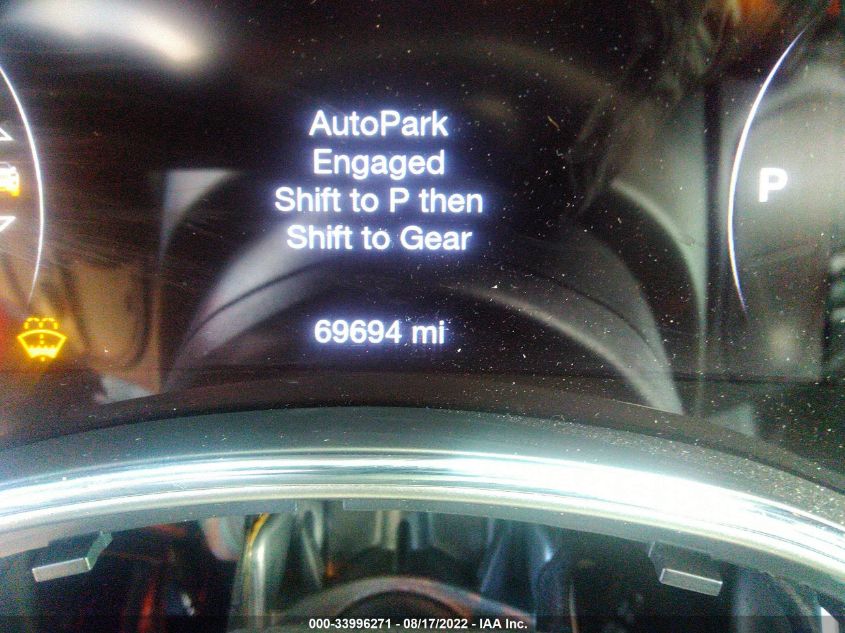 AutoPark
Engaged
Shift to P then
Shift to Gear
P
69694 mi
000-33996271 - 08/17/2022 - IAA Inc.